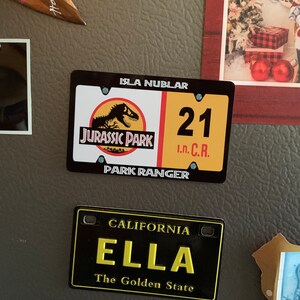 ISLA NUBLAR
JURASSIC PARK
21
I.N. C.R.
PARK RANGER
CALIFORNIA
ELLA
The Golden State